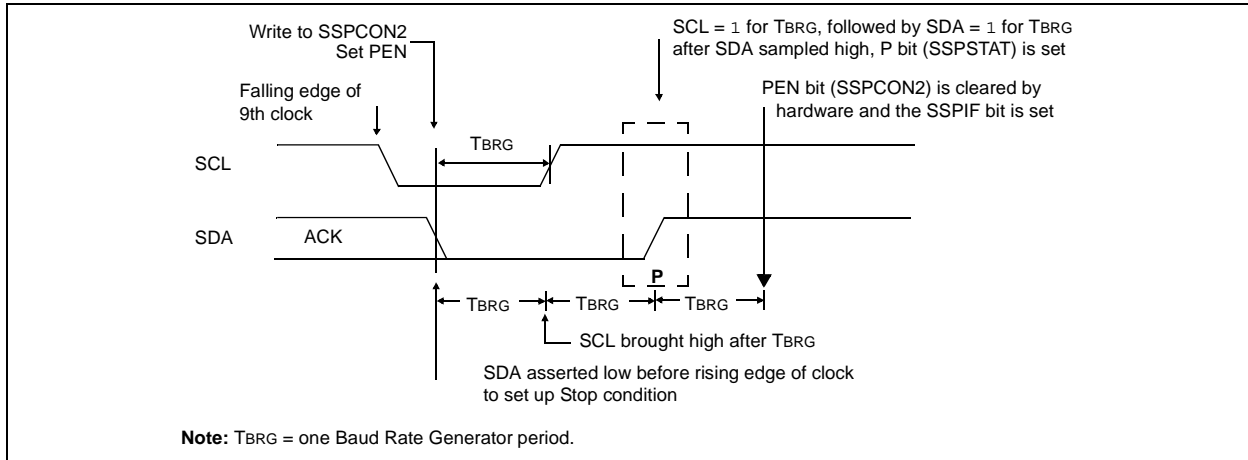 Write to SSPCON2
Set PEN
SCL = 1 for TBRG, followed by SDA = 1 for TBRG
after SDA sampled high, P bit (SSPSTAT) is set
Falling edge of
9th clock
PEN bit (SSPCON2) is cleared by
hardware and the SSPIF bit is set
TBRG
SCL
SDA
ACK
P
TBRG
TBRG
TBRG
SCL brought high after TBRG
SDA asserted low before rising edge of clock
to set up Stop condition
Note: TBRG = one Baud Rate Generator period.